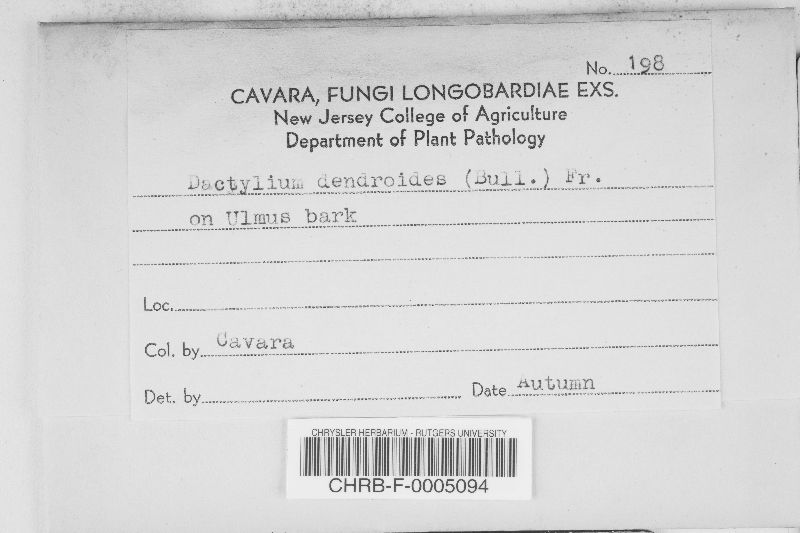 No. 198
CAVARA, FUNGI LONGOBARDIAE EXS.
New Jersey College of Agriculture
Department of Plant Pathology
Dactylium dendroides (Bull.) Fr.
on Ulmus bark
Loc.
Col. by Cavara
Det. by Date Autumn
CHRYSLER HERBARIUM - RUTGERS UNIVERSITY
CHRB-F-0005094